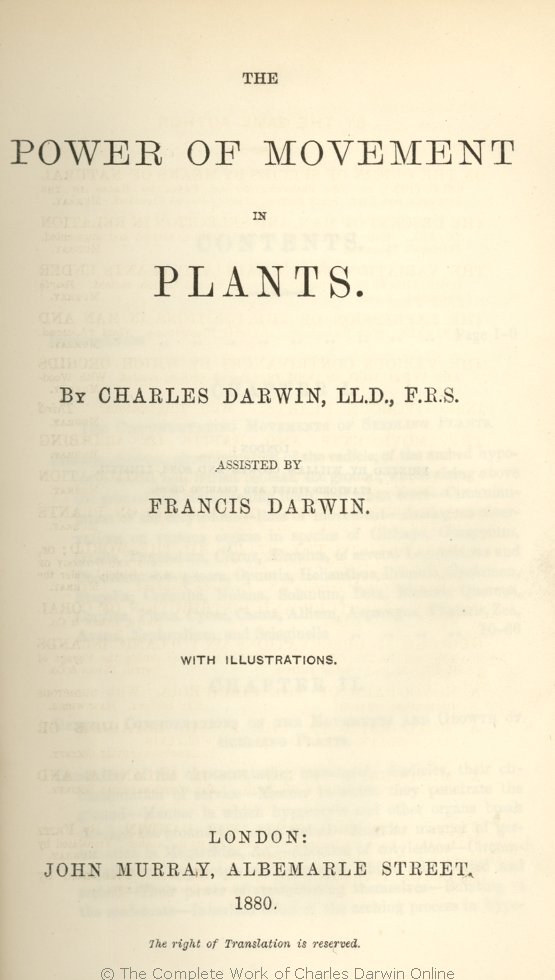 THE
POWER OF MOVEMENT
IN
PLANTS.
BY CHARLES DARWIN, LL.D., F.R.S.
ASSISTED BY
FRANCIS DARWIN.
WITH ILLUSTRATIONS.
LONDON:
JOHN MURRAY, ALBEMARLE STREET.
1880.
The right of Translation is reserved.
© The Complete Work of Charles Darwin Online